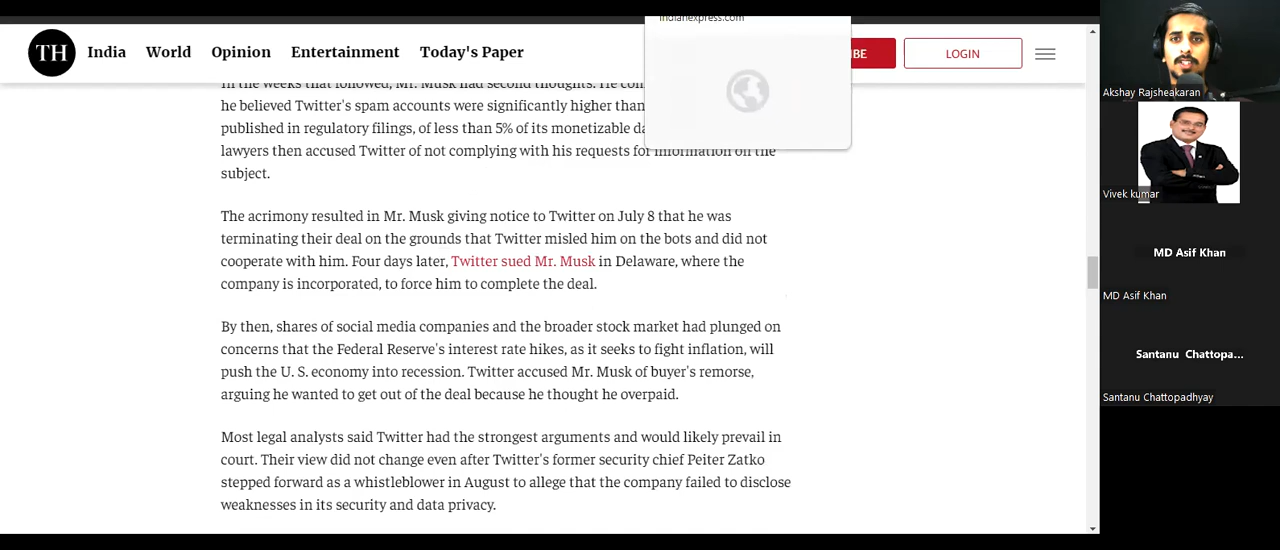 indianexpress.com
TH India World Opinion Entertainment Today's Paper BE LOGIN
In the weeks that followed, Mr. Musk had second thoughts. He
he believed Twitter's spam accounts were significantly higher than
published in regulatory filings, of less than 5% of its monetizable
lawyers then accused Twitter of not complying with his requests for information on the
subject.
The acrimony resulted in Mr. Musk giving notice to Twitter on July 8 that he was
terminating their deal on the grounds that Twitter misled him on the bots and did not
cooperate with him. Four days later, Twitter sued Mr. Musk in Delaware, where the
company is incorporated, to force him to complete the deal.
By then, shares of social media companies and the broader stock market had plunged on
concerns that the Federal Reserve's interest rate hikes, as it seeks to fight inflation, will
push the U. S. economy into recession. Twitter accused Mr. Musk of buyer's remorse,
arguing he wanted to get out of the deal because he thought he overpaid.
Most legal analysts said Twitter had the strongest arguments and would likely prevail in
court. Their view did not change even after Twitter's former security chief Peiter Zatko
stepped forward as a whistleblower in August to allege that the company failed to disclose
weaknesses in its security and data privacy.
Akshay Rajsheakaran
Vivek kumar
MD Asif Khan
MD Asif Khan
Santanu Chattopa...
Santanu Chattopadhyay